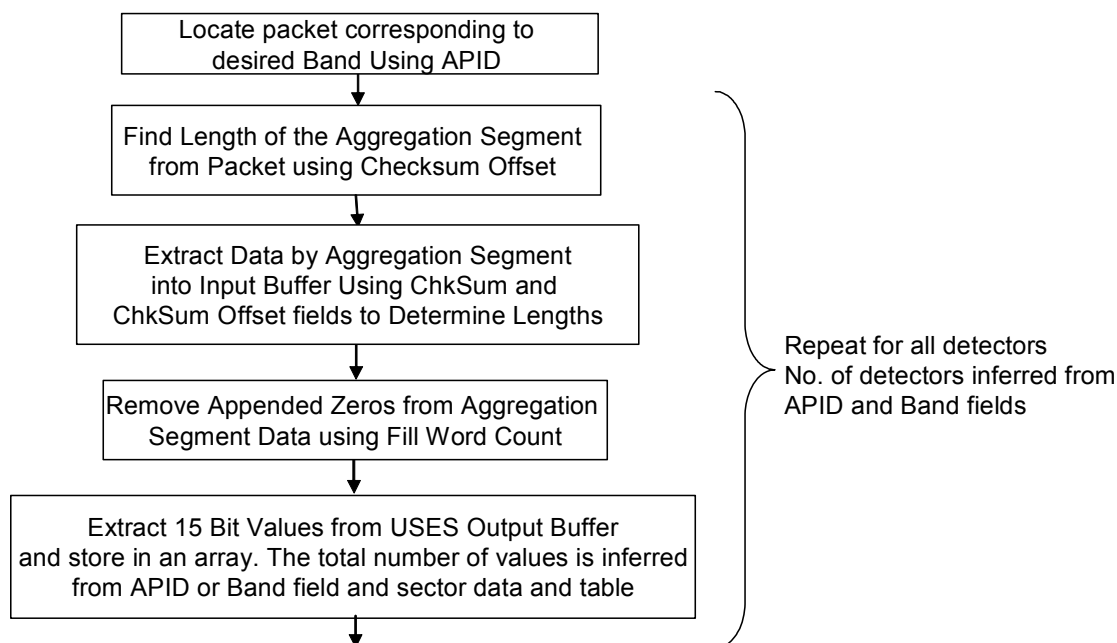 Locate packet corresponding to
desired Band Using APID
Find Length of the Aggregation Segment
from Packet using Checksum Offset
Extract Data by Aggregation Segment
into Input Buffer Using ChkSum and
ChkSum Offset fields to Determine Lengths
Remove Appended Zeros from Aggregation
Segment Data using Fill Word Count
Extract 15 Bit Values from USES Output Buffer
and store in an array. The total number of values is inferred
from APID or Band field and sector data and table
Repeat for all detectors
No. of detectors inferred from
APID and Band fields